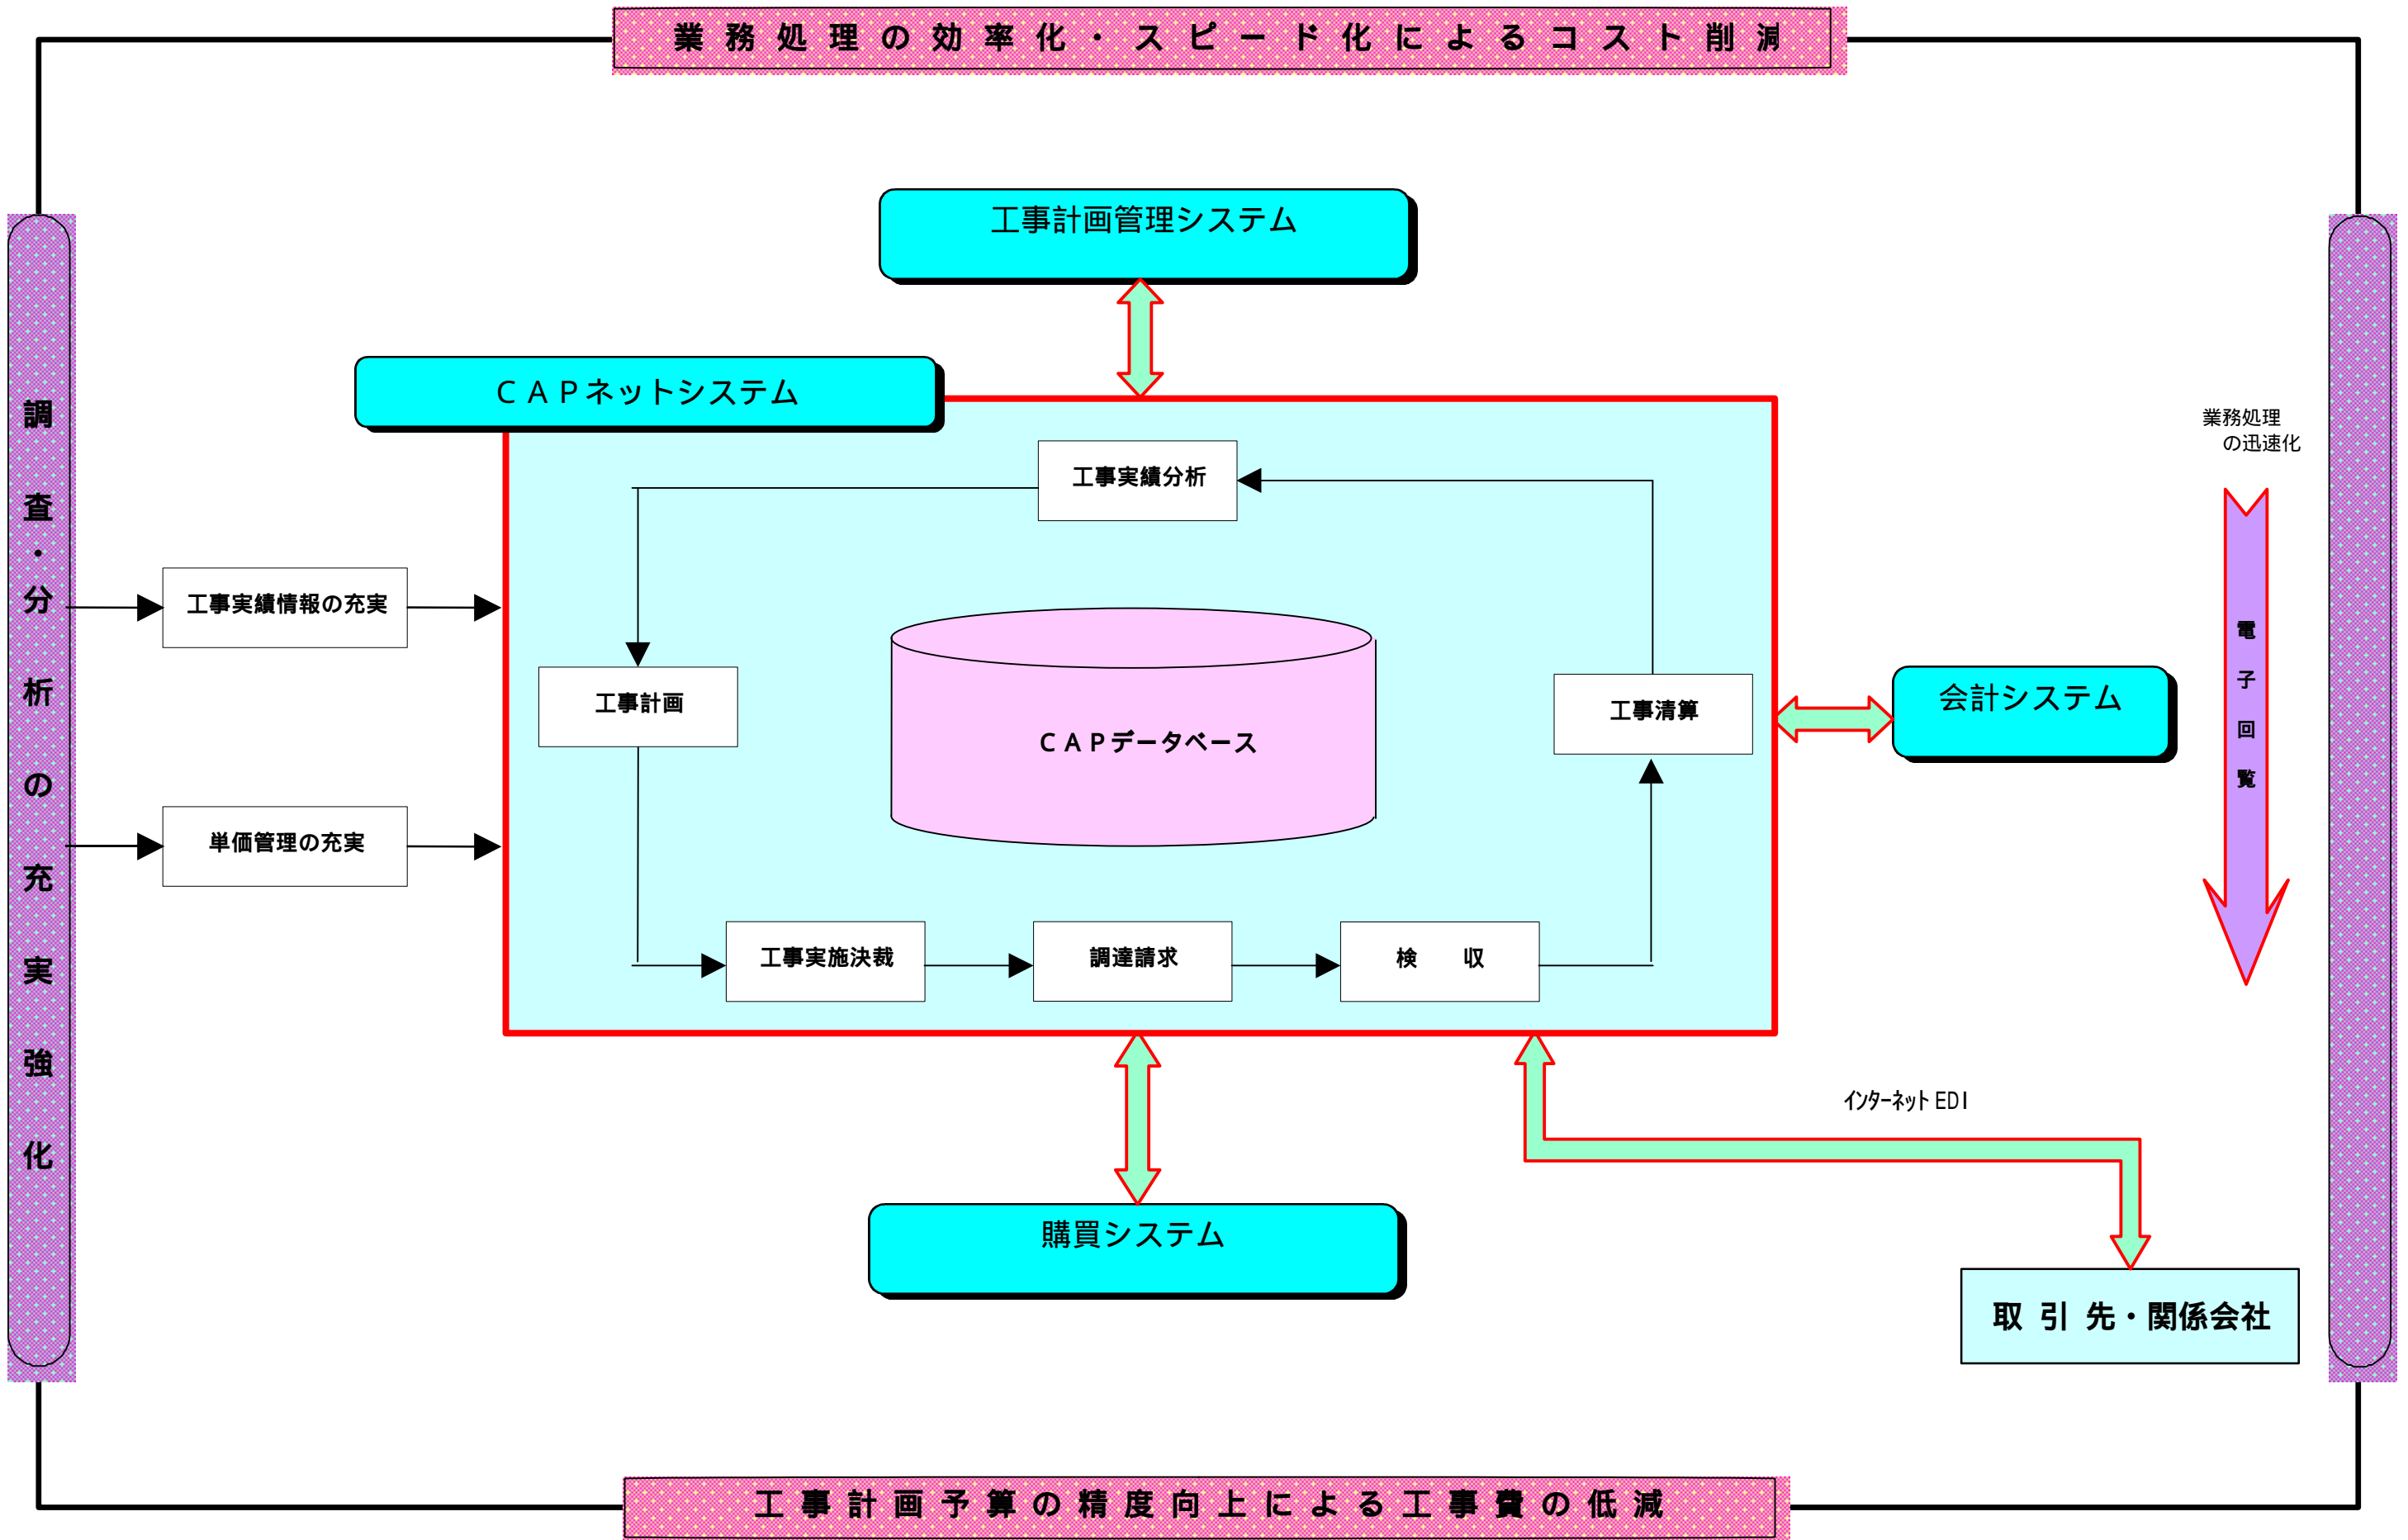 業務処理の効率化・スピード化によるコスト削減
工事計画管理システム
ＣＡＰネットシステム
業務処理
の迅速化
工事実績分析
調査・分析の充実強化
工事実績情報の充実
電子回覧
工事計画
工事清算
会計システム
ＣＡＰデータベース
単価管理の充実
工事実施決裁
調達請求
検　　収
インターネット EDI
購買システム
取 引 先・関係会社
工事計画予算の精度向上による工事費の低減